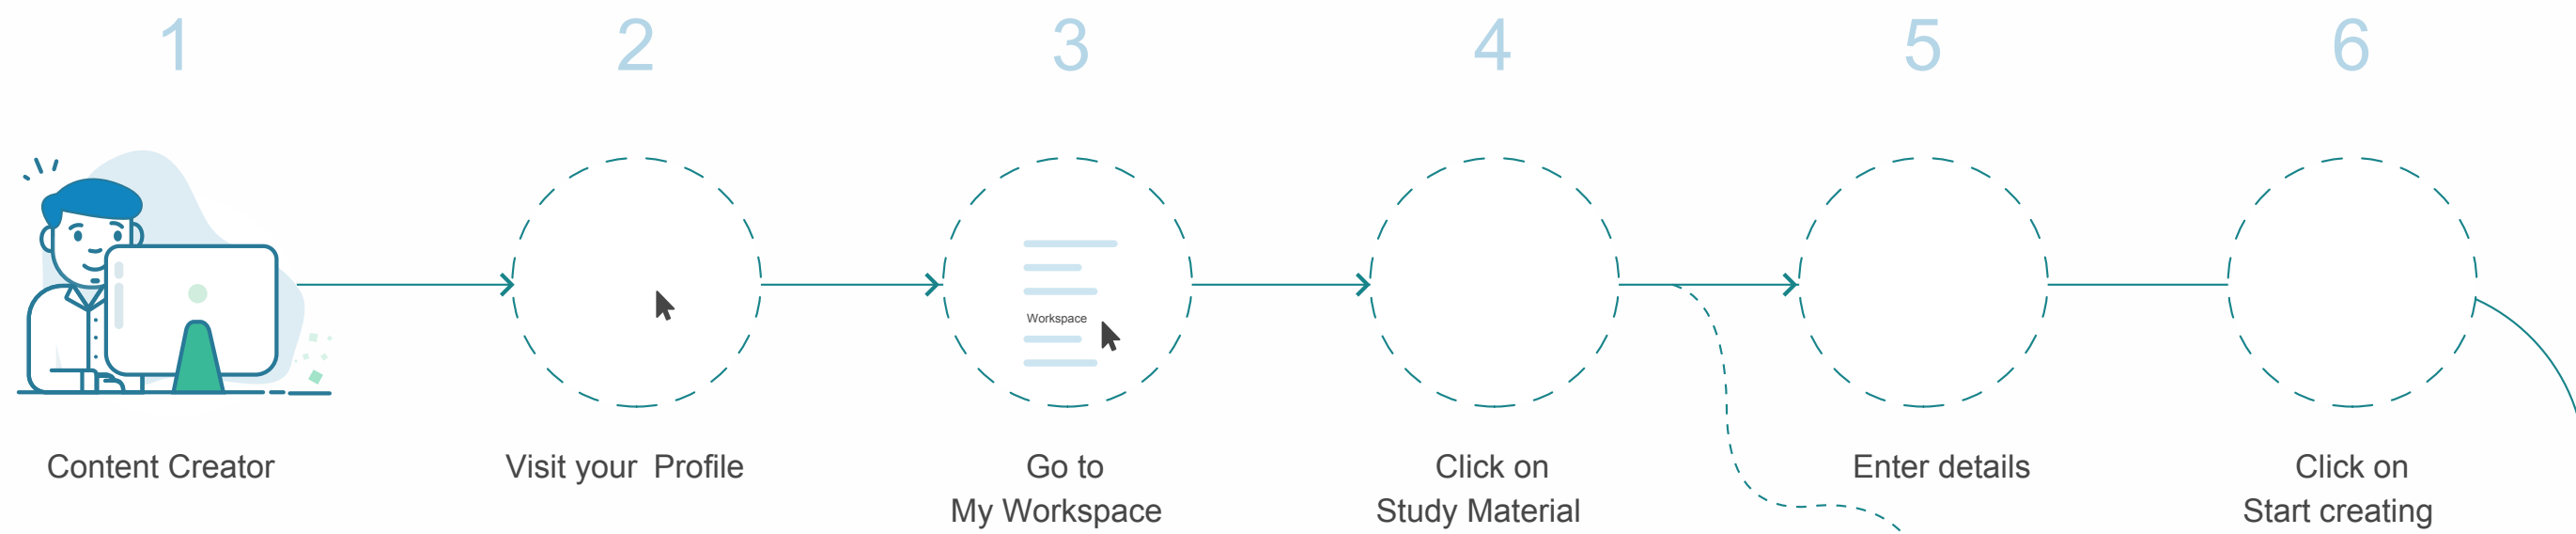 1
2
3
4
5
6
Workspace
Content Creator
Visit your  Profile
Go to
My Workspace
Click on
Study Material
Enter details
Click on
Start creating